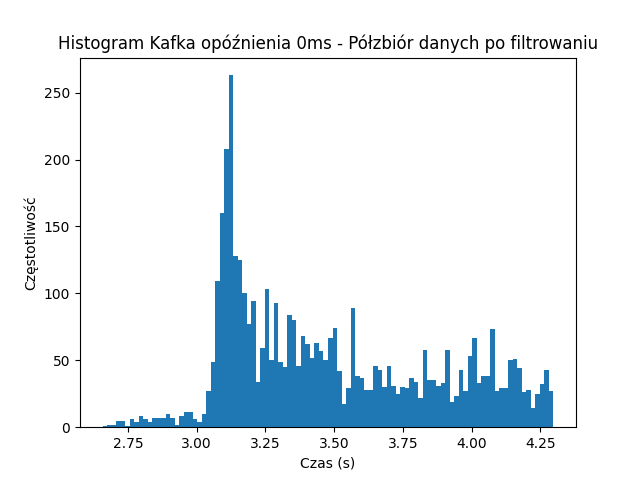 Histogram Kafka opóźnienia 0ms - Półzbiór danych po filtrowaniu
250
200
150
100
50
0
Częstotliwość
2.75 3.00 3.25 3.50 3.75 4.00 4.25
Czas (s)